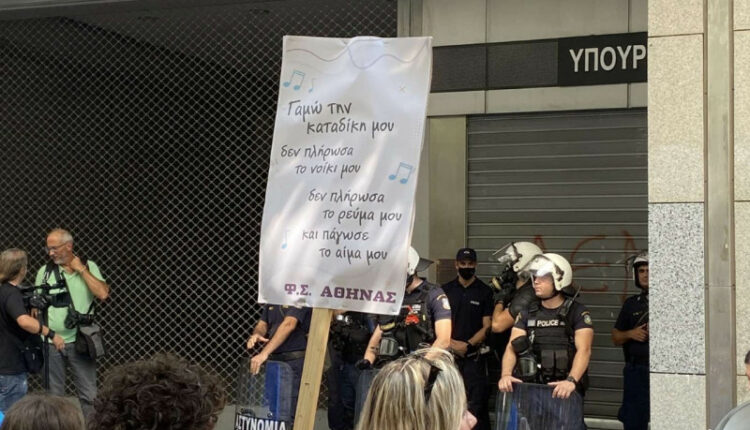 ΥΠΟΥΡ
Γαμώ την
καταδίκη μου
δεν πλήρωσα
το νοίκι μου
δεν πλήρωσα
το ρεύμα μου
και πάγωσε
το αίμα μου
Φ.Σ. ΑΘΗΝΑΣ
POLICE
ΑΣΤΥΝΟΜΙΑ